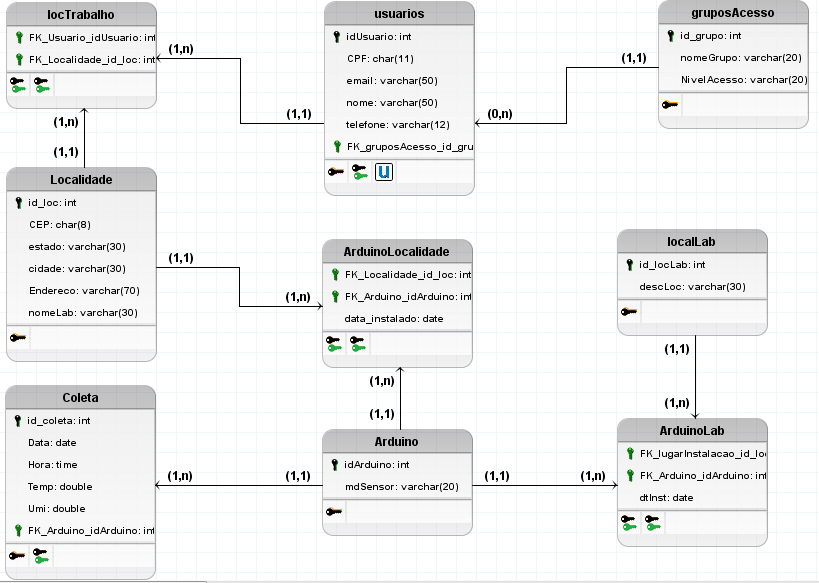 locTrabalho
FK_Usuario_idUsuario: int
FK_Localidade_id_loc: int
usuarios
idUsuario: int
CPF: char(11)
email: varchar(50)
nome: varchar(50)
telefone: varchar(12)
FK_gruposAcesso_id_gru
U
gruposAcesso
id_grupo: int
nomeGrupo: varchar(20)
NivelAcesso: varchar(20)
(1,n)
(1,1)
(1,1)
(0,n)
(1,n)
(1,1)
Localidade
id_loc: int
CEP: char(8)
estado: varchar(30)
cidade: varchar(30)
Endereco: varchar(70)
nomeLab: varchar(30)
(1,1)
(1,n)
ArduinoLocalidade
FK_Localidade_id_loc: int
FK_Arduino_idArduino: int
data_instalado: date
localLab
id_locLab: int
descLoc: varchar(30)
(1,1)
(1,n)
(1,n)
(1,1)
Coleta
id_coleta: int
Data: date
Hora: time
Temp: double
Umi: double
FK_Arduino_idArduino: int
(1,n)
(1,1)
Arduino
idArduino: int
mdSensor: varchar(20)
(1,1)
(1,n)
ArduinoLab
FK_lugarInstalacao_id_loc
FK_Arduino_idArduino: int
dtInst: date